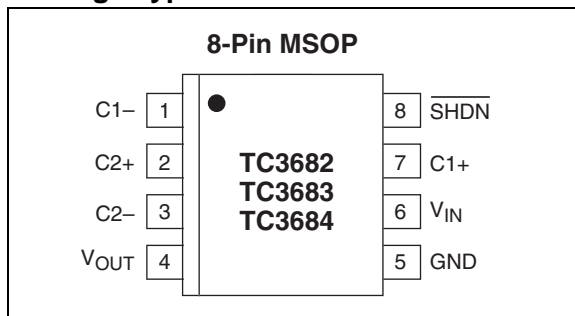 8-Pin MSOP
C1– 1
C2+ 2
C2– 3
VOUT 4
TC3682
TC3683
TC3684
8 SHDN
7 C1+
6 VIN
5 GND